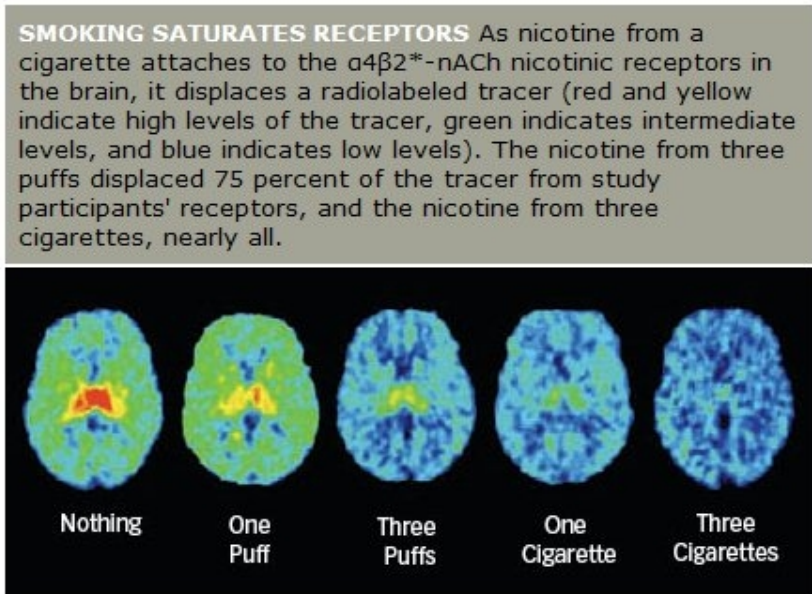 SMOKING SATURATES RECEPTORS As nicotine from a
cigarette attaches to the α4β2*-nACh nicotinic receptors in
the brain, it displaces a radiolabeled tracer (red and yellow
indicate high levels of the tracer, green indicates intermediate
levels, and blue indicates low levels). The nicotine from three
puffs displaced 75 percent of the tracer from study
participants' receptors, and the nicotine from three
cigarettes, nearly all.
Nothing
One
Puff
Three
Puffs
One
Cigarette
Three
Cigarettes